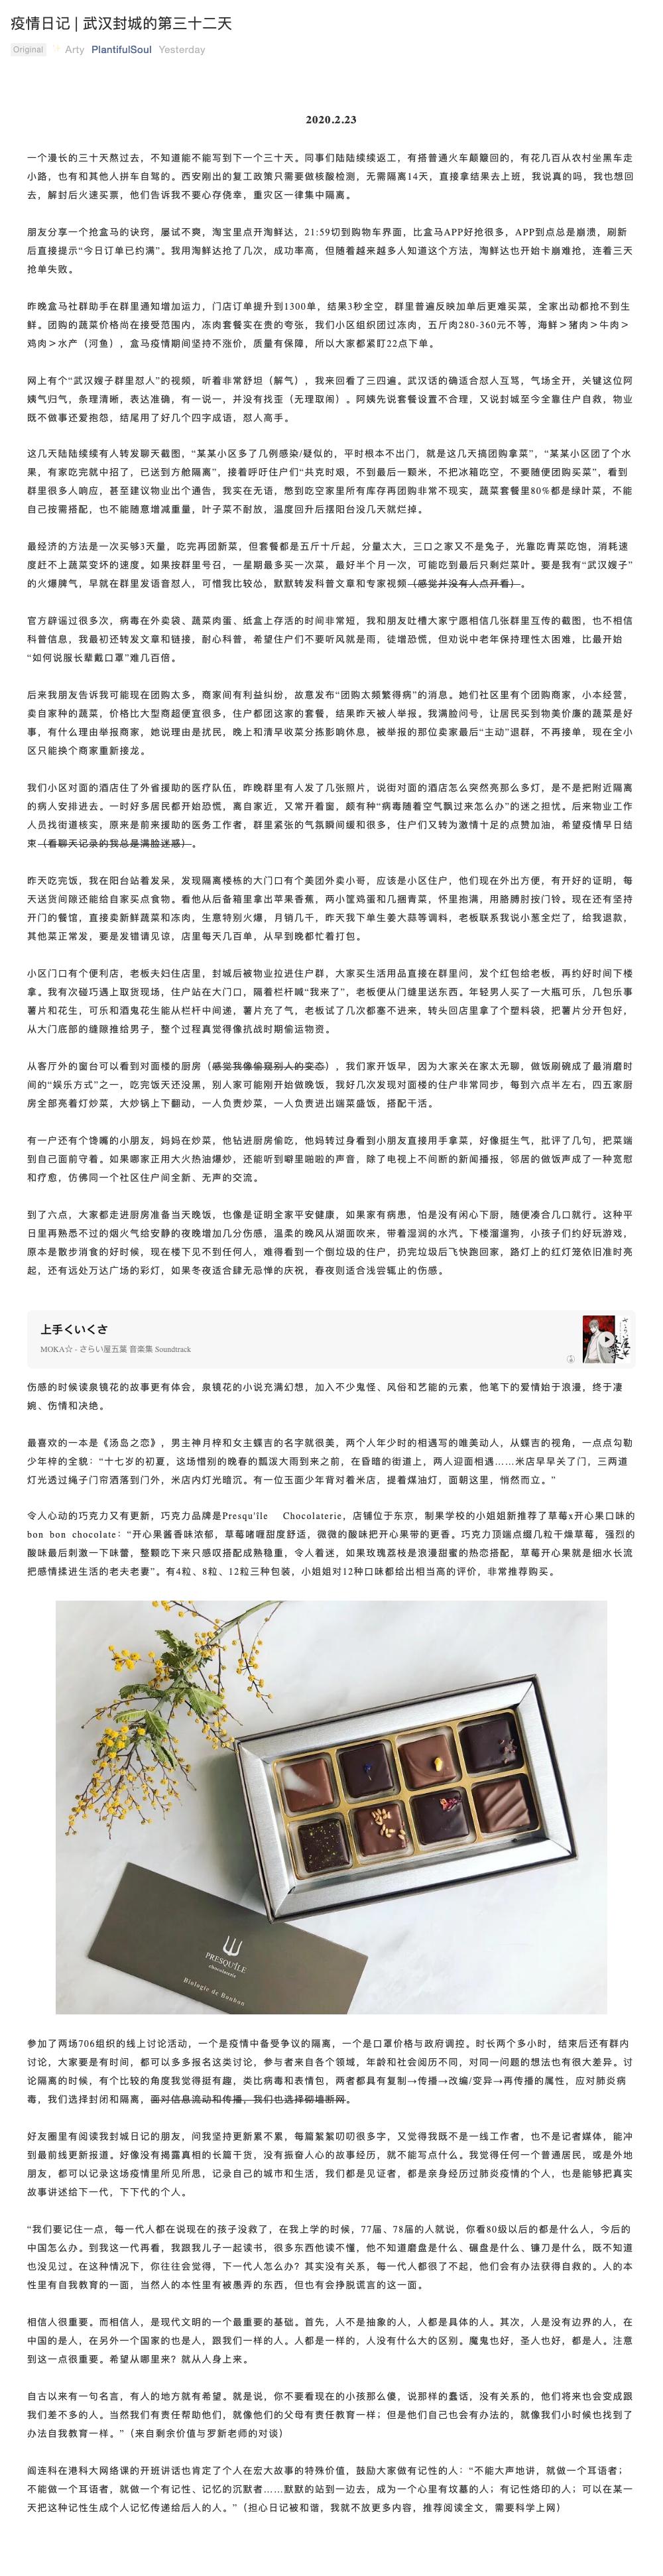 疫情日记 | 武汉封城的第三十二天
Original Arty PlantifulSoul Yesterday
2020.2.23
一个漫长的三十天熬过去，不知道能不能写到下一个三十天。同事们陆陆续续返工，有搭普通火车颠簸回的，有花几百从农村坐黑车走
小路，也有和其他人拼车自驾的。西安刚出的复工政策只需要做核酸检测，无需隔离14天，直接拿结果去上班，我说真的吗，我也想回
去，解封后火速买票，他们告诉我不要心存侥幸，重灾区一律集中隔离。
朋友分享一个抢盒马的诀窍，屡试不爽，淘宝里点开淘鲜达，21:59切到购物车界面，比盒马APP好抢很多，APP到点总是崩溃，刷新
后直接提示“今日订单已约满”。我用淘鲜达抢了几次，成功率高，但随着越来越多人知道这个方法，淘鲜达也开始卡崩难抢，连着三天
抢单失败。
昨晚盒马社群助手在群里通知增加运力，门店订单提升到1300单，结果3秒全空，群里普遍反映加单后更难买菜，全家出动都抢不到生
鲜。团购的蔬菜价格尚在接受范围内，冻肉套餐实在贵的夸张，我们小区组织团过冻肉，五斤肉280-360元不等，海鲜＞猪肉＞牛肉＞
鸡肉＞水产（河鱼），盒马疫情期间坚持不涨价，质量有保障，所以大家都紧盯22点下单。
网上有个“武汉嫂子群里怼人”的视频，听着非常舒坦（解气），我来回看了三四遍。武汉话的确适合怼人互骂，气场全开，关键这位阿
姨气归气，条理清晰，表达准确，有一说一，并没有找歪（无理取闹）。阿姨先说套餐设置不合理，又说封城至今全靠住户自救，物业
既不做事还爱抱怨，结尾用了好几个四字成语，怼人高手。
这几天陆陆续续有人转发聊天截图，“某某小区多了几例感染/疑似的，平时根本不出门，就是这几天搞团购拿菜”，“某某小区团了个水
果，有家吃完就中招了，已送到方舱隔离”，接着呼吁住户们“共克时艰，不到最后一颗米，不把冰箱吃空，不要随便团购买菜”，看到
群里很多人响应，甚至建议物业出个通告，我实在无语，憋到吃空家里所有库存再团购非常不现实，蔬菜套餐里80%都是绿叶菜，不能
自己按需搭配，也不能随意增减重量，叶子菜不耐放，温度回升后摆阳台没几天就烂掉。
最经济的方法是一次买够3天量，吃完再团新菜，但套餐都是五斤十斤起，分量太大，三口之家又不是兔子，光靠吃青菜吃饱，消耗速
度赶不上蔬菜变坏的速度。如果按群里号召，一星期最多买一次菜，最好半个月一次，可能吃到最后只剩烂菜叶。要是我有“武汉嫂子”
的火爆脾气，早就在群里发语音怼人，可惜我比较怂，默默转发科普文章和专家视频（感觉并没有人点开看）。
官方辟谣过很多次，病毒在外卖袋、蔬菜肉蛋、纸盒上存活的时间非常短，我和朋友吐槽大家宁愿相信几张群里互传的截图，也不相信
科普信息，我最初还转发文章和链接，耐心科普，希望住户们不要听风就是雨，徒增恐慌，但劝说中老年保持理性太困难，比最开始
“如何说服长辈戴口罩”难几百倍。
后来我朋友告诉我可能现在团购太多，商家间有利益纠纷，故意发布“团购太频繁得病”的消息。她们社区里有个团购商家，小本经营，
卖自家种的蔬菜，价格比大型商超便宜很多，住户都团这家的套餐，结果昨天被人举报。我满脸问号，让居民买到物美价廉的蔬菜是好
事，有什么理由举报商家，她说理由是扰民，晚上和清早收菜分拣影响休息，被举报的那位卖家最后“主动”退群，不再接单，现在全小
区只能换个商家重新接龙。
我们小区对面的酒店住了外省援助的医疗队伍，昨晚群里有人发了几张照片，说街对面的酒店怎么突然亮那么多灯，是不是把附近隔离
的病人安排进去。一时好多居民都开始恐慌，离自家近，又常开着窗，颇有种“病毒随着空气飘过来怎么办”的迷之担忧。后来物业工作
人员找街道核实，原来是前来援助的医务工作者，群里紧张的气氛瞬间缓和很多，住户们又转为激情十足的点赞加油，希望疫情早日结
束（看聊天记录的我总是满脸迷惑）。
昨天吃完饭，我在阳台站着发呆，发现隔离楼栋的大门口有个美团外卖小哥，应该是小区住户，他们现在外出方便，有开好的证明，每
天送货间隙还能给自家买点食物。看他从后备箱里拿出苹果香蕉，两小筐鸡蛋和几捆青菜，怀里抱满，用胳膊肘按门铃。现在还有坚持
开门的餐馆，直接卖新鲜蔬菜和冻肉，生意特别火爆，月销几千，昨天我下单生姜大蒜等调料，老板联系我说小葱全烂了，给我退款，
其他菜正常发，要是发错请见谅，店里每天几百单，从早到晚都忙着打包。
小区门口有个便利店，老板夫妇住店里，封城后被物业拉进住户群，大家买生活用品直接在群里问，发个红包给老板，再约好时间下楼
拿。我有次碰巧遇上取货现场，住户站在大门口，隔着栏杆喊“我来了”，老板便从门缝里送东西。年轻男人买了一大瓶可乐，几包乐事
薯片和花生，可乐和酒鬼花生能从栏杆中间递，薯片充了气，老板试了几次都塞不进来，转头回店里拿了个塑料袋，把薯片分开包好，
从大门底部的缝隙推给男子，整个过程真觉得像抗战时期偷运物资。
从客厅外的窗台可以看到对面楼的厨房（感觉我像偷窥别人的变态），我们家开饭早，因为大家关在家太无聊，做饭刷碗成了最消磨时
间的“娱乐方式”之一，吃完饭天还没黑，别人家可能刚开始做晚饭，我好几次发现对面楼的住户非常同步，每到六点半左右，四五家厨
房全部亮着灯炒菜，大炒锅上下翻动，一人负责炒菜，一人负责进出端菜盛饭，搭配干活。
有一户还有个馋嘴的小朋友，妈妈在炒菜，他钻进厨房偷吃，他妈转过身看到小朋友直接用手拿菜，好像挺生气，批评了几句，把菜端
到自己面前守着。如果哪家正用大火热油爆炒，还能听到噼里啪啦的声音，除了电视上不间断的新闻播报，邻居的做饭声成了一种宽慰
和疗愈，仿佛同一个社区住户间全新、无声的交流。
到了六点，大家都走进厨房准备当天晚饭，也像是证明全家平安健康，如果家有病患，怕是没有闲心下厨，随便凑合几口就行。这种平
日里再熟悉不过的烟火气给安静的夜晚增加几分伤感，温柔的晚风从湖面吹来，带着湿润的水汽。下楼遛遛狗，小孩子们约好玩游戏，
原本是散步消食的好时候，现在楼下见不到任何人，难得看到一个倒垃圾的住户，扔完垃圾后飞快跑回家，路灯上的红灯笼依旧准时亮
起，还有远处万达广场的彩灯，如果冬夜适合肆无忌惮的庆祝，春夜则适合浅尝辄止的伤感。
上手くいくさ
MOKA☆ - さらい屋五葉 音楽集 Soundtrack
伤感的时候读泉镜花的故事更有体会，泉镜花的小说充满幻想，加入不少鬼怪、风俗和艺能的元素，他笔下的爱情始于浪漫，终于凄
婉、伤情和决绝。
最喜欢的一本是《汤岛之恋》，男主神月梓和女主蝶吉的名字就很美，两个人年少时的相遇写的唯美动人，从蝶吉的视角，一点点勾勒
少年梓的全貌：“十七岁的初夏，这场惜别的晚春的瓢泼大雨到来之前，在昏暗的街道上，两人迎面相遇……米店早早关了门，三两道
灯光透过绳子门帘洒落到门外，米店内灯光暗沉。有一位玉面少年背对着米店，提着煤油灯，面朝这里，悄然而立。”
令人心动的巧克力又有更新，巧克力品牌是Presqu'île Chocolaterie，店铺位于东京，制果学校的小姐姐新推荐了草莓x开心果口味的
bon bon chocolate：“开心果酱香味浓郁，草莓啫喱甜度舒适，微微的酸味把开心果带的更香。巧克力顶端点缀几粒干燥草莓，强烈的
酸味最后刺激一下味蕾，整颗吃下来只感叹搭配成熟稳重，令人着迷，如果玫瑰荔枝是浪漫甜蜜的热恋搭配，草莓开心果就是细水长流
把感情揉进生活的老夫老妻”。有4粒、8粒、12粒三种包装，小姐姐对12种口味都给出相当高的评价，非常推荐购买。
PRESQU'ILE
chocolaterie
Biologie de Bonbon
参加了两场706组织的线上讨论活动，一个是疫情中备受争议的隔离，一个是口罩价格与政府调控。时长两个多小时，结束后还有群内
讨论，大家要是有时间，都可以多多报名这类讨论，参与者来自各个领域，年龄和社会阅历不同，对同一问题的想法也有很大差异。讨
论隔离的时候，有个比较的角度我觉得挺有趣，类比病毒和表情包，两者都具有复制→传播→改编/变异→再传播的属性，应对肺炎病
毒，我们选择封闭和隔离，面对信息流动和传播，我们也选择砌墙断网。
好友圈里有阅读我封城日记的朋友，问我坚持更新累不累，每篇絮絮叨叨很多字，又觉得我既不是一线工作者，也不是记者媒体，能冲
到最前线更新报道。好像没有揭露真相的长篇干货，没有振奋人心的故事经历，就不能写点什么。我觉得任何一个普通居民，或是外地
朋友，都可以记录这场疫情里所见所思，记录自己的城市和生活，我们都是见证者，都是亲身经历过肺炎疫情的个人，也是能够把真实
故事讲述给下一代，下下代的个人。
“我们要记住一点，每一代人都在说现在的孩子没救了，在我上学的时候，77届、78届的人就说，你看80级以后的都是什么人，今后的
中国怎么办。到我这一代再看，我跟我儿子一起读书，很多东西他读不懂，他不知道磨盘是什么、碾盘是什么、镰刀是什么，既不知道
也没见过。在这种情况下，你往往会觉得，下一代人怎么办？其实没有关系，每一代人都很了不起，他们会有办法获得自救的。人的本
性里有自我教育的一面，当然人的本性里有被愚弄的东西，但也有会挣脱谎言的这一面。
相信人很重要。而相信人，是现代文明的一个最重要的基础。首先，人不是抽象的人，人都是具体的人。其次，人是没有边界的人，在
中国的是人，在另外一个国家的也是人，跟我们一样的人。人都是一样的，人没有什么大的区别。魔鬼也好，圣人也好，都是人。注意
到这一点很重要。希望从哪里来？就从人身上来。
自古以来有一句名言，有人的地方就有希望。就是说，你不要看现在的小孩那么傻，说那样的蠢话，没有关系的，他们将来也会变成跟
我们差不多的人。当然我们有责任帮助他们，就像他们的父母有责任教育一样；但是他们自己也会有办法的，就像我们小时候也找到了
办法自我教育一样。”（来自剩余价值与罗新老师的对谈）
阎连科在港科大网络课的开班讲话也肯定了个人在宏大故事的特殊价值，鼓励大家做有记性的人：“不能大声地讲，就做一个耳语者；
不能做一个耳语者，就做一个有记性、记忆的沉默者……默默的站到一边去，成为一个心里有坟墓的人；有记性烙印的人；可以在某一
天把这种记性生成个人记忆传递给后人的人。”（担心日记被和谐，我就不放更多内容，推荐阅读全文，需要科学上网）